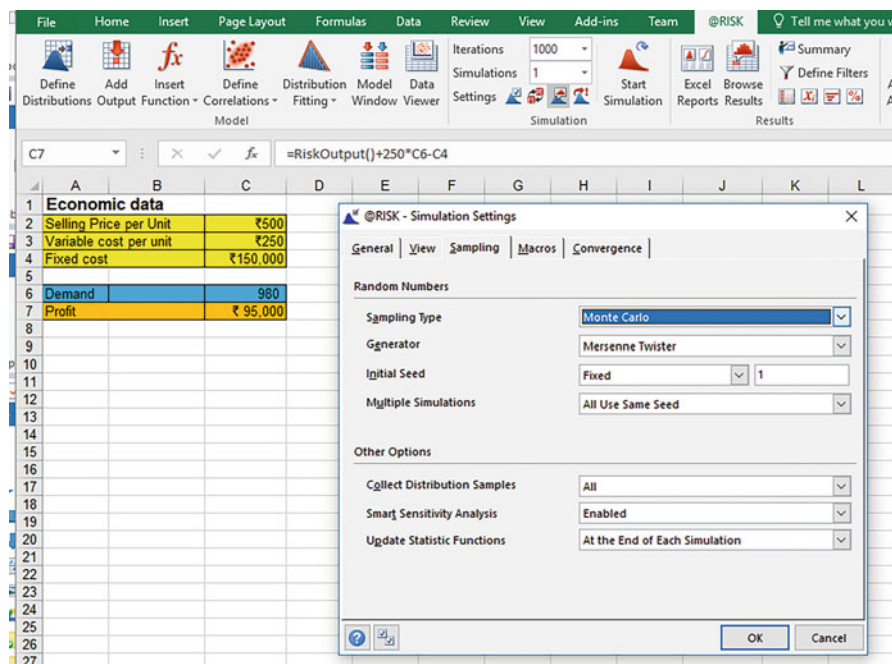 File Home Insert Page Layout Formulas Data Review View Add-ins Team @RISK Tell me what you
Define Distributions
Add Output
Insert Function
Define Correlations
Distribution Fitting
Model Window
Data Viewer
Model
Iterations 1000
Simulations 1
Settings
Start Simulation
Simulation
Excel Reports
Browse Results
Summary
Define Filters
Results
C7 fx =RiskOutput()+250*C6-C4
A B C D E F G H I J K L
1 Economic data
2 Selling Price per Unit ₹500
3 Variable cost per unit ₹250
4 Fixed cost ₹150,000
5
6 Demand 980
7 Profit ₹ 95,000
8
9
10
11
12
13
14
15
16
17
18
19
20
21
22
23
24
25
26
27
@RISK - Simulation Settings
General View Sampling Macros Convergence
Random Numbers
Sampling Type Monte Carlo
Generator Mersenne Twister
Initial Seed Fixed 1
Multiple Simulations All Use Same Seed
Other Options
Collect Distribution Samples All
Smart Sensitivity Analysis Enabled
Update Statistic Functions At the End of Each Simulation
OK Cancel